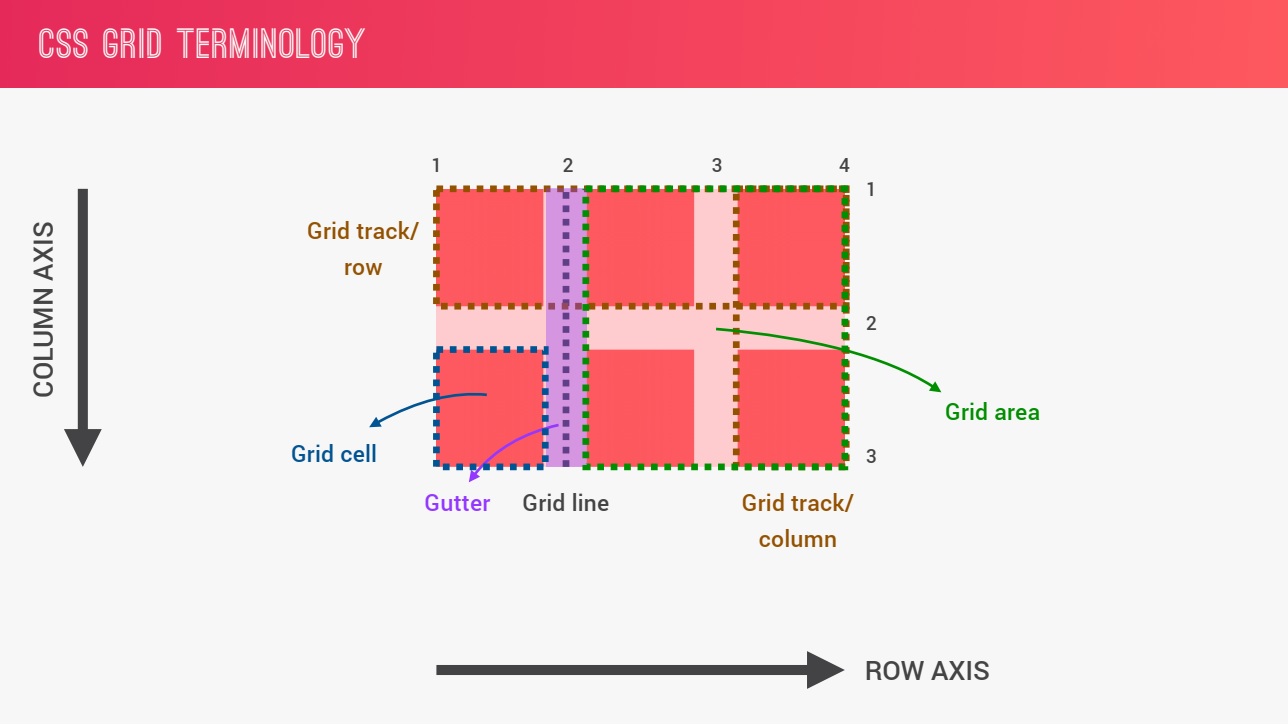 CSS GRID TERMINOLOGY
1 2 3 4
1
Grid track/
row
COLUMN AXIS
2
Grid area
Grid cell
3
Gutter
Grid line
Grid track/
column
ROW AXIS